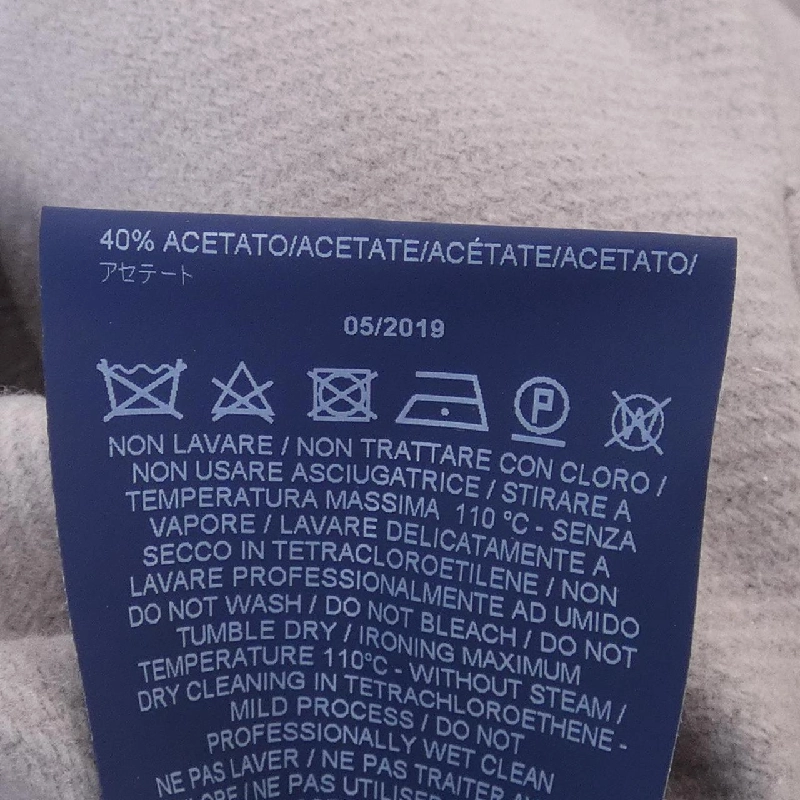 40% ACETATO/ACETATE/ACÉTATE/ACETATO/
アセテート
05/2019
P
W
NON LAVARE / NON TRATTARE CON CLORO /
NON USARE ASCIUGATRICE / STIRARE A
TEMPERATURA MASSIMA 110 °C - SENZA
VAPORE / LAVARE DELICATAMENTE A
SECCO IN TETRACLOROETILENE / NON
LAVARE PROFESSIONALMENTE AD UMIDO
DO NOT WASH / DO NOT BLEACH / DO NOT
TUMBLE DRY / IRONING MAXIMUM
TEMPERATURE 110°C - WITHOUT STEAM /
DRY CLEANING IN TETRACHLOROETHENE -
MILD PROCESS / DO NOT
PROFESSIONALLY WET CLEAN
NE PAS LAVER / NE PAS TRAITER
NE PAS UTILISER